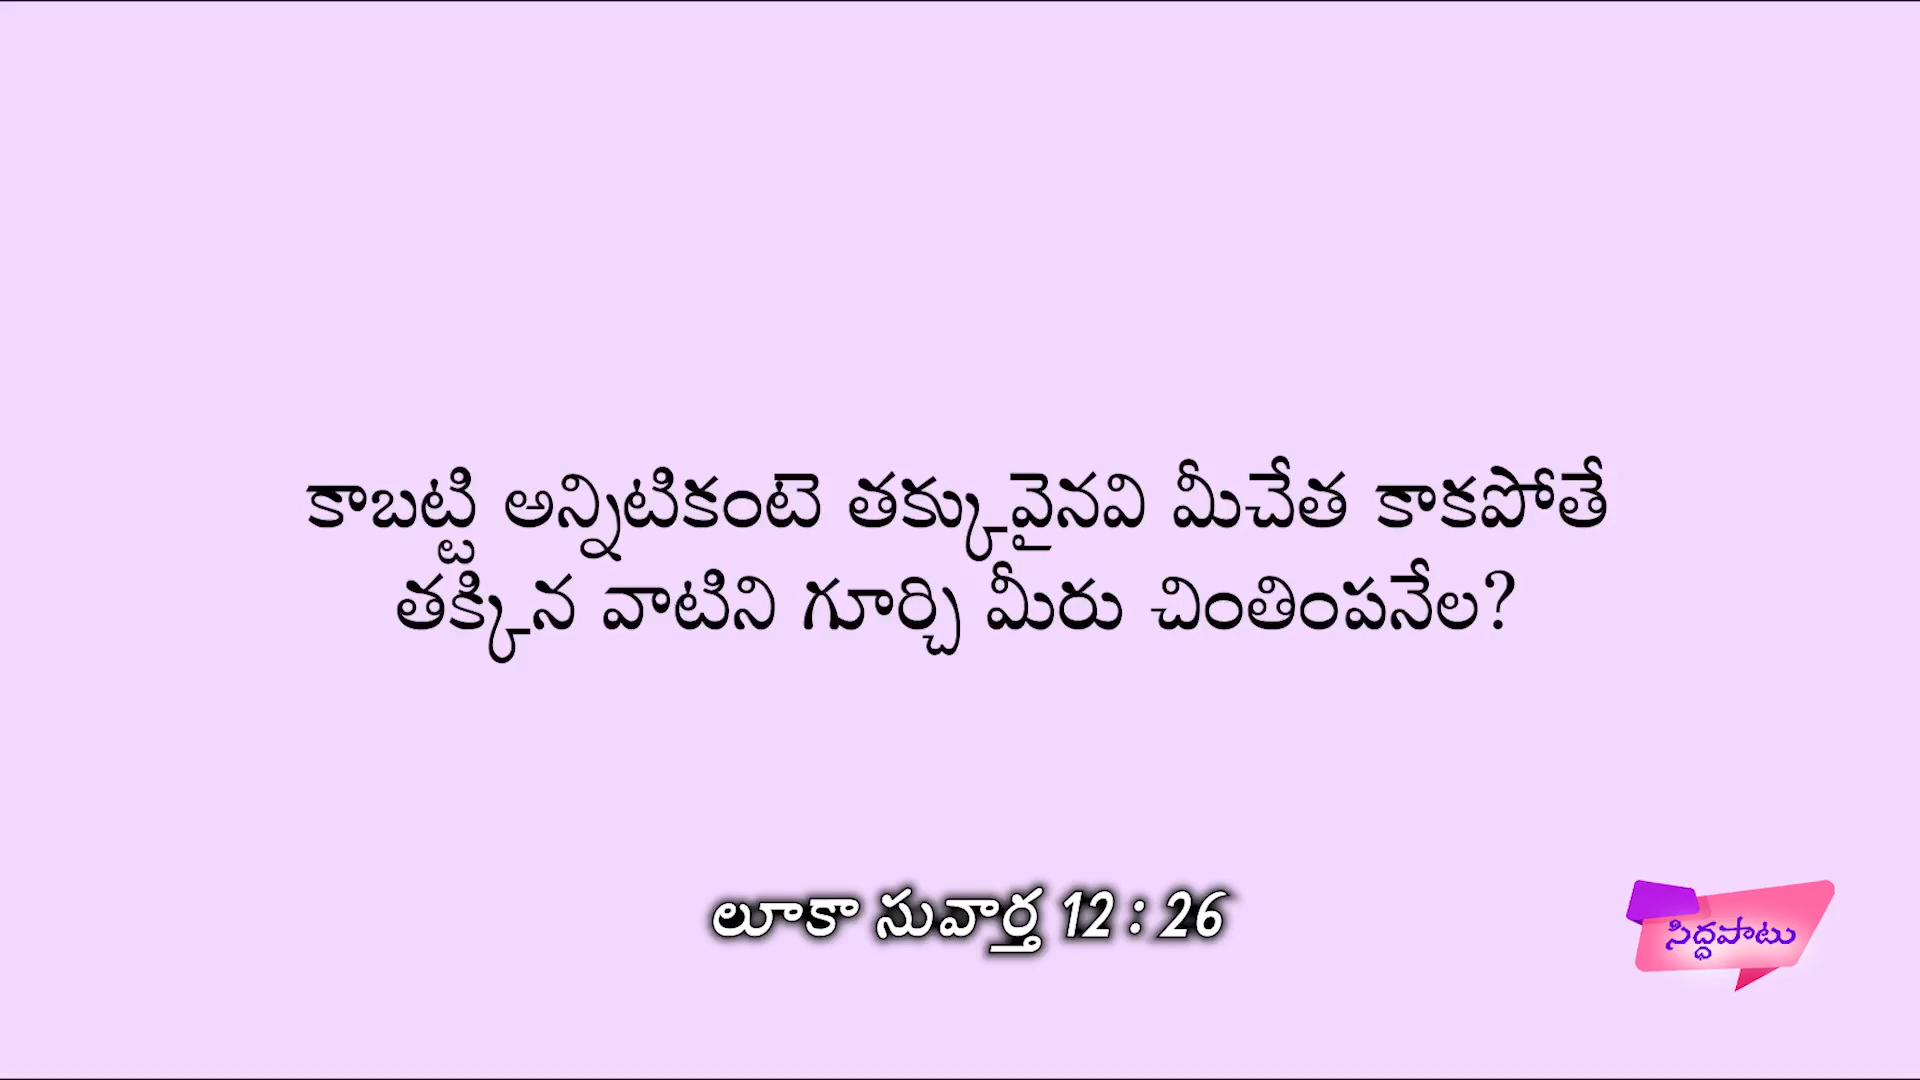 కాబట్టి అన్నిటికంటె తక్కువైనవి మీచేత కాకపోతే
తక్కిన వాటిని గూర్చి మీరు చింతింపనేల?
లూకా సువార్త 12 : 26
సిద్ధపాటు